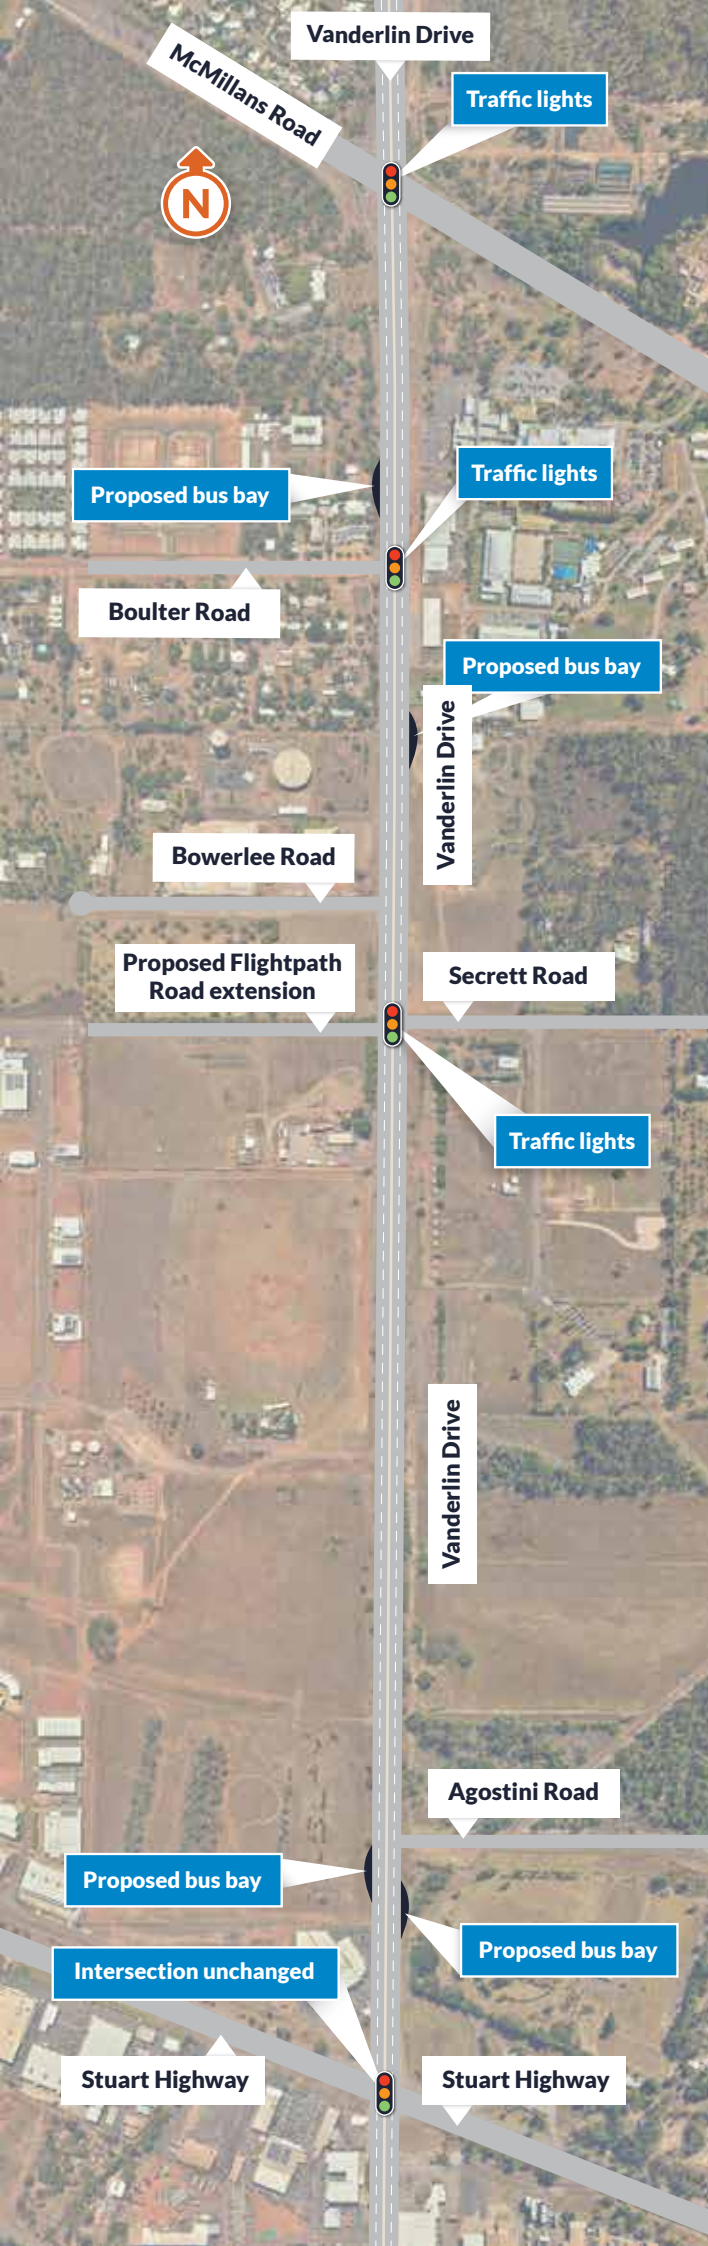 Vanderlin Drive
McMillans Road
Traffic lights
N
Traffic lights
Proposed bus bay
Boulter Road
Proposed bus bay
Vanderlin Drive
Bowerlee Road
Proposed Flightpath
Road extension
Secrett Road
Traffic lights
Vanderlin Drive
Agostini Road
Proposed bus bay
Proposed bus bay
Intersection unchanged
Stuart Highway
Stuart Highway